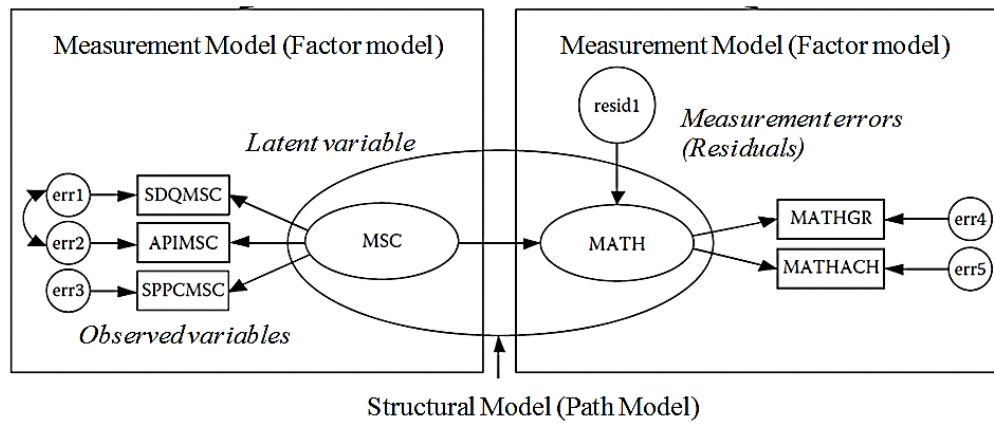 Measurement Model (Factor model)
Measurement Model (Factor model)
resid1
Latent variable
Measurement errors
(Residuals)
err1
SDQMSC
err2
APIMSC
err3
SPPCMSC
MSC
MATH
MATHGR
err4
MATHACH
err5
Observed variables
Structural Model (Path Model)